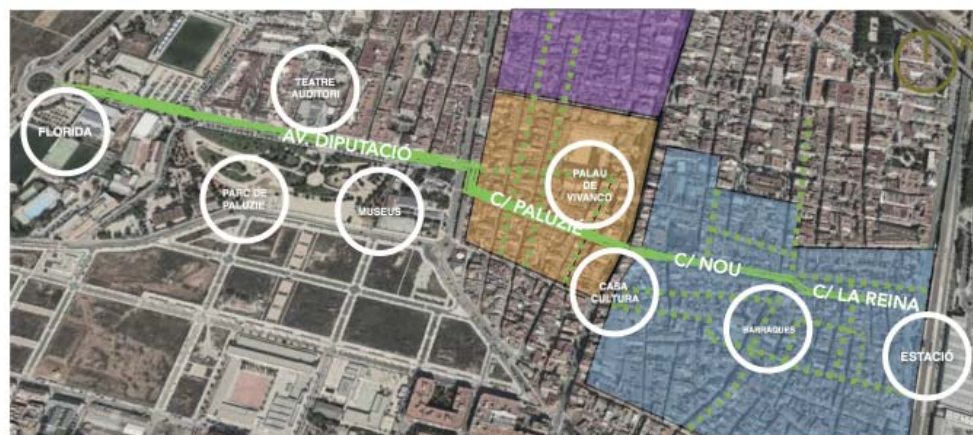 TEATRE
AUDITORI
FLORIDA
AV. DIPUTACIÓ
PARC DE
PALUZIE
MUSEUS
PALAU
DE
VIVANCO
C/ PALUZIE
C/ NOU
CASA
CULTURA
C/ LA REINA
BARRAQUES
ESTACIÓ